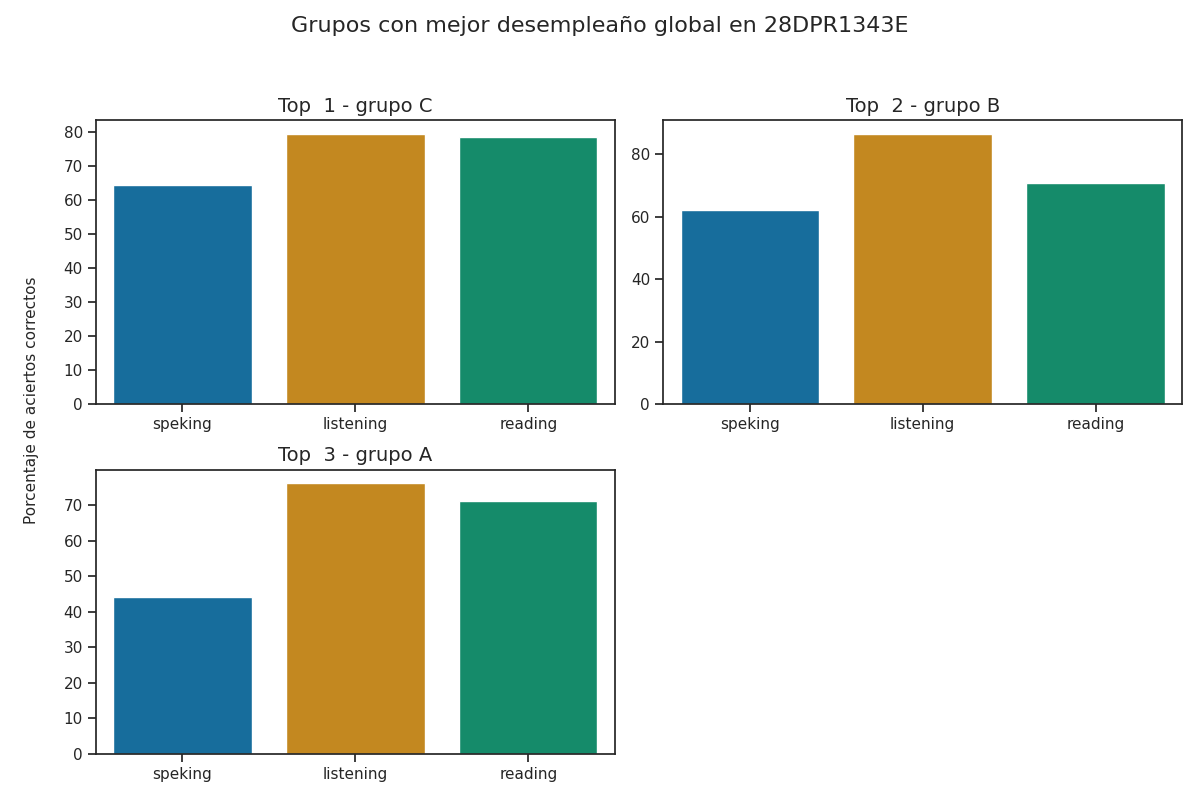 Grupos con mejor desempleaño global en 28DPR1343E
Porcentaje de aciertos correctos
Top  1 - grupo C
80
70
60
50
40
30
20
10
0
speking listening reading
Top  2 - grupo B
80
60
40
20
0
speking listening reading
Top  3 - grupo A
70
60
50
40
30
20
10
0
speking listening reading